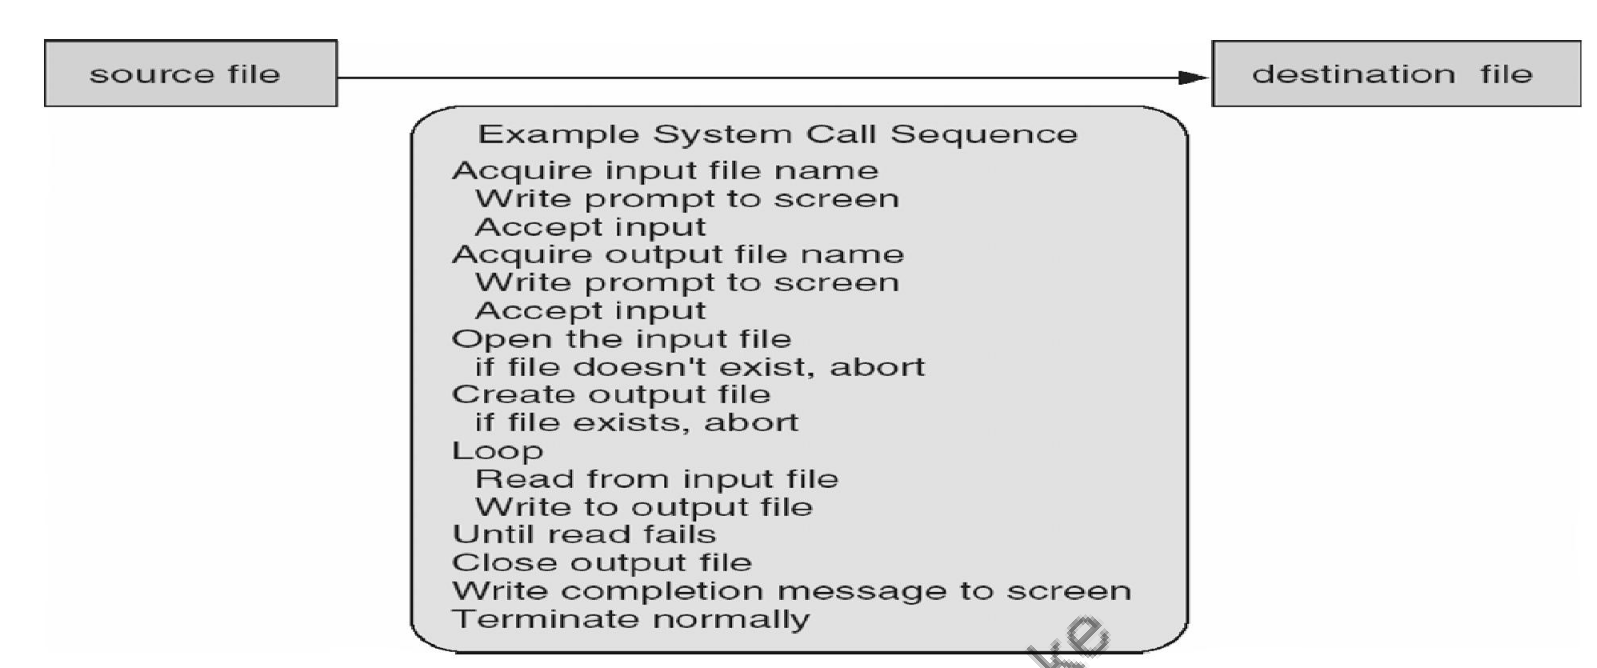 source file
destination file
Example System Call Sequence
Acquire input file name
Write prompt to screen
Accept input
Acquire output file name
Write prompt to screen
Accept input
Open the input file
if file doesn't exist, abort
Create output file
if file exists, abort
Loop
Read from input file
Write to output file
Until read fails
Close output file
Write completion message to screen
Terminate normally
ke